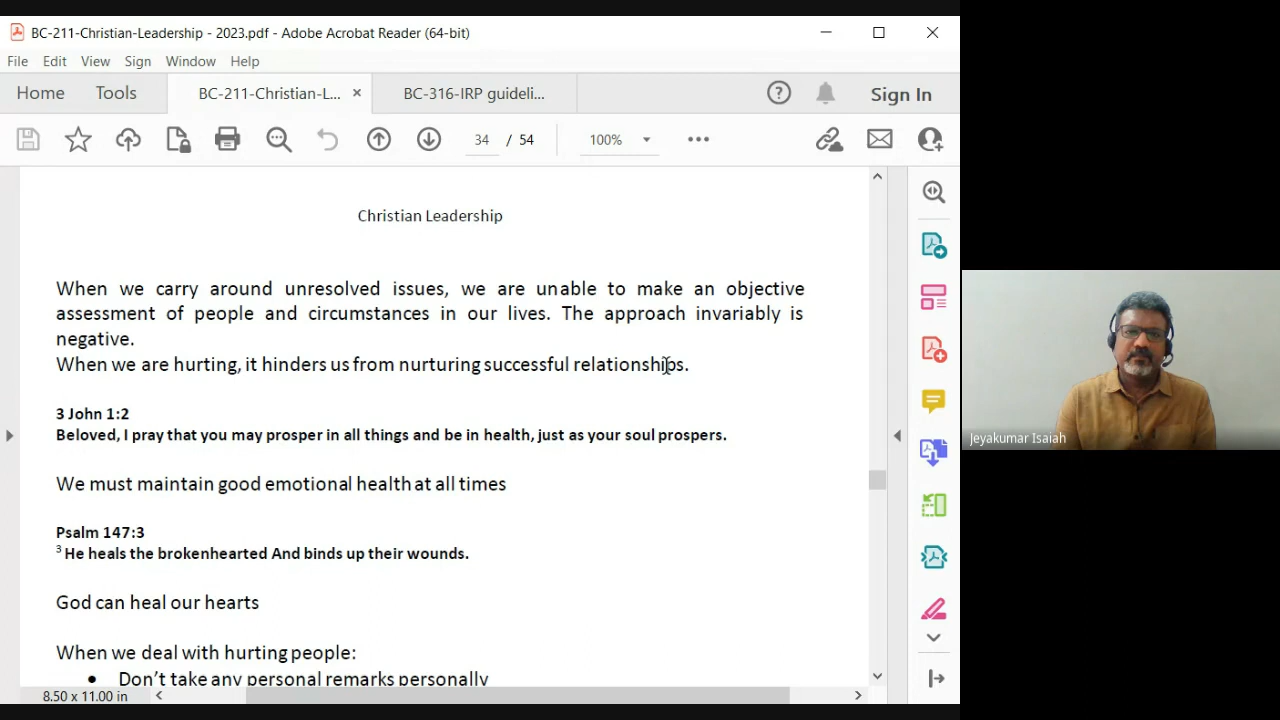 BC-211-Christian-Leadership - 2023.pdf - Adobe Acrobat Reader (64-bit)
File Edit View Sign Window Help
Home Tools BC-211-Christian-L... × BC-316-IRP guideli... Sign In
34 / 54 100%
Christian Leadership
When we carry around unresolved issues, we are unable to make an objective
assessment of people and circumstances in our lives. The approach invariably is
negative.
When we are hurting, it hinders us from nurturing successful relationships.
3 John 1:2
Beloved, I pray that you may prosper in all things and be in health, just as your soul prospers.
We must maintain good emotional health at all times
Psalm 147:3
3 He heals the brokenhearted And binds up their wounds.
God can heal our hearts
When we deal with hurting people:
• Don't take any personal remarks personally
8.50 x 11.00 in
Jeyakumar Isaiah